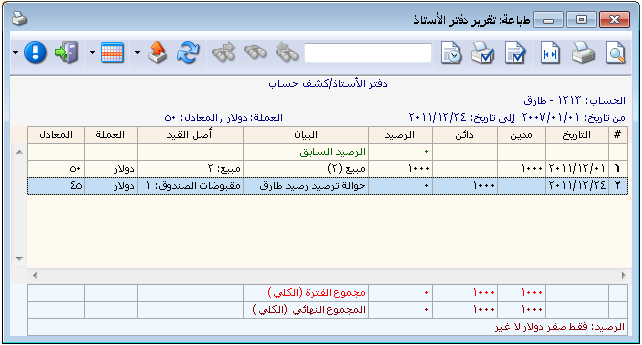 طباعة: تقرير دفتر الأستاذ
دفتر الأستاذ/كشف حساب
الحساب: ١٢١٣ - طارق
من تاريخ: ٢٠٠٧/٠١/٠١ إلى تاريخ: ٢٠١١/١٢/٢٤ العملة: دولار , المعادل: ٥٠
# التاريخ مدين دائن الرصيد البيان أصل القيد العملة المعادل
٠ الرصيد السابق
١ ٢٠١١/١٢/٠١ ١٠٠٠ ١٠٠٠ مبيع (٢) مبيع: ٢ دولار ٥٠
٢ ٢٠١١/١٢/٢٤ ١٠٠٠ ٠ حوالة ترصيد رصيد طارق مقبوضات الصندوق: ١ دولار ٤٥
١٠٠٠ ١٠٠٠ ٠ مجموع الفترة (الكلي)
١٠٠٠ ١٠٠٠ ٠ المجموع النهائي (الكلي)
الرصيد: فقط صفر دولار لا غير